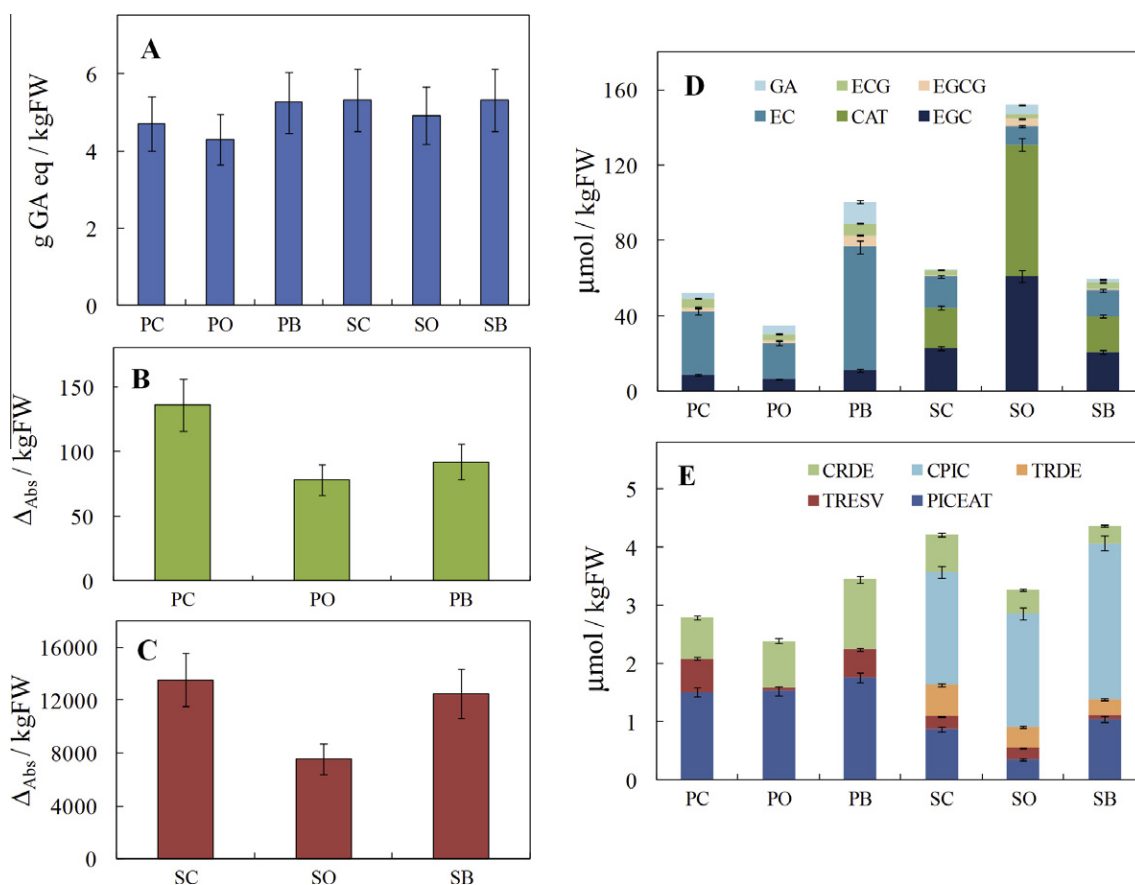 A
g GA eq / kgFW
6
4
2
0
PC PO PB SC SO SB
B
Δ Abs / kgFW
150
100
50
0
PC PO PB
C
Δ Abs / kgFW
16000
12000
8000
4000
0
SC SO SB
D
GA ECG EGCG
EC CAT EGC
μmol / kgFW
160
120
80
40
0
PC PO PB SC SO SB
E
CRDE CPIC TRDE
TRESV PICEAT
μmol / kgFW
5
4
3
2
1
0
PC PO PB SC SO SB